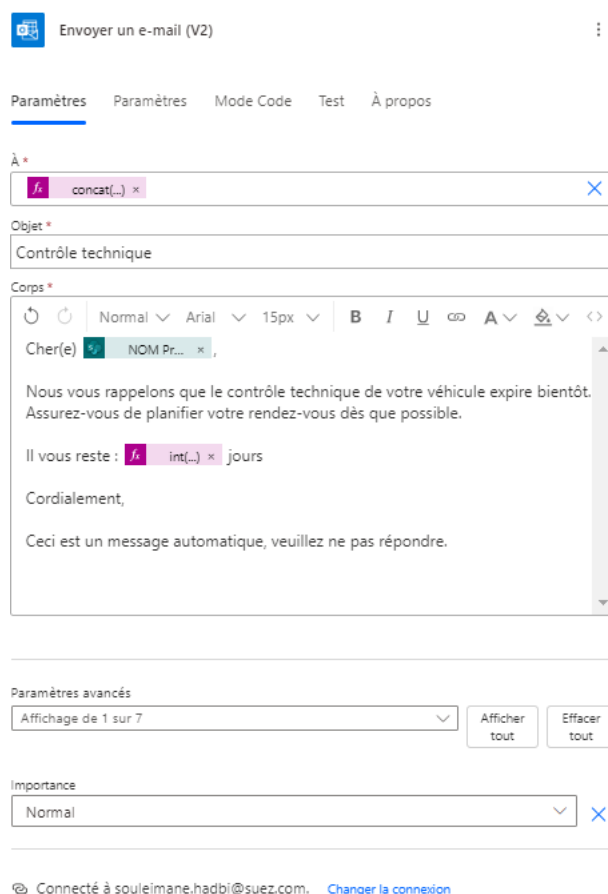 Envoyer un e-mail (V2)
Paramètres Paramètres Mode Code Test À propos
À *
fx concat(...) ×
Objet *
Contrôle technique
Corps *
Normal Arial 15px B I U A <>
Cher(e) NOM Pr... × ,
Nous vous rappelons que le contrôle technique de votre véhicule expire bientôt.
Assurez-vous de planifier votre rendez-vous dès que possible.
Il vous reste : fx int(...) × jours
Cordialement,
Ceci est un message automatique, veuillez ne pas répondre.
Paramètres avancés
Affichage de 1 sur 7
Afficher tout
Effacer tout
Importance
Normal
Connecté à souleimane.hadbi@suez.com. Changer la connexion